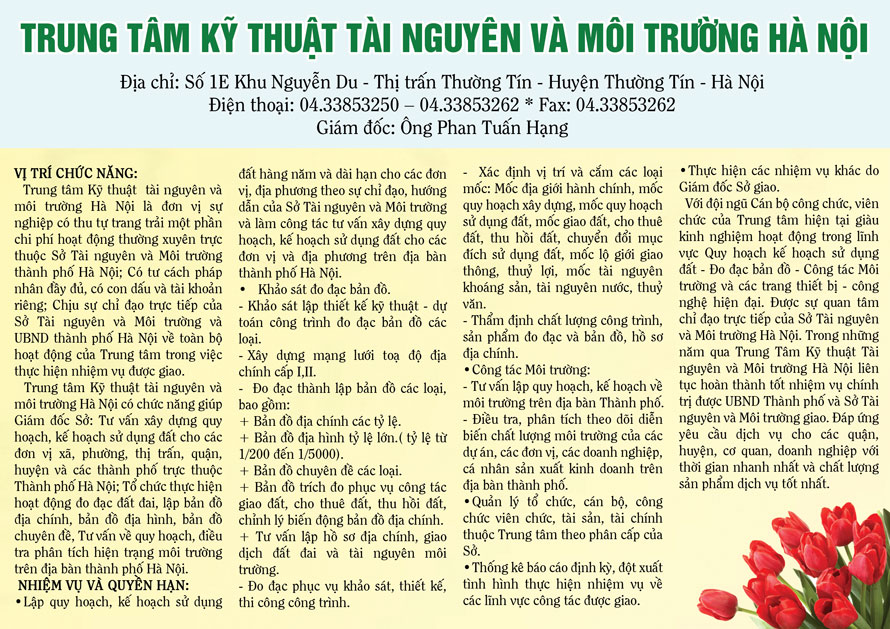 TRUNG TÂM KỸ THUẬT TÀI NGUYÊN VÀ MÔI TRƯỜNG HÀ NỘI
Địa chỉ: Số 1E Khu Nguyễn Du - Thị trấn Thường Tín - Huyện Thường Tín - Hà Nội
Điện thoại: 04.33853250 – 04.33853262 * Fax: 04.33853262
Giám đốc: Ông Phan Tuấn Hạng
VỊ TRÍ CHỨC NĂNG:
Trung tâm Kỹ thuật tài nguyên và
môi trường Hà Nội là đơn vị sự
nghiệp có thu tự trang trải một phần
chi phí hoạt động thường xuyên trực
thuộc Sở Tài nguyên và Môi trường
thành phố Hà Nội; Có tư cách pháp
nhân đầy đủ, có con dấu và tài khoản
riêng; Chịu sự chỉ đạo trực tiếp của
Sở Tài nguyên và Môi trường và
UBND thành phố Hà Nội về toàn bộ
hoạt động của Trung tâm trong việc
thực hiện nhiệm vụ được giao.
Trung tâm Kỹ thuật tài nguyên và
môi trường Hà Nội có chức năng giúp
Giám đốc Sở: Tư vấn xây dựng quy
hoạch, kế hoạch sử dụng đất cho các
đơn vị xã, phường, thị trấn, quận,
huyện và các thành phố trực thuộc
Thành phố Hà Nội; Tổ chức thực hiện
hoạt động đo đạc đất đai, lập bản đồ
địa chính, bản đồ địa hình, bản đồ
chuyên đề, Tư vấn về quy hoạch, điều
tra phân tích hiện trạng môi trường
trên địa bàn thành phố Hà Nội.
NHIỆM VỤ VÀ QUYỀN HẠN:
•Lập quy hoạch, kế hoạch sử dụng
đất hàng năm và dài hạn cho các đơn
vị, địa phương theo sự chỉ đạo, hướng
dẫn của Sở Tài nguyên và Môi trường
và làm công tác tư vấn xây dựng quy
hoạch, kế hoạch sử dụng đất cho các
đơn vị và địa phương trên địa bàn
thành phố Hà Nội.
• Khảo sát đo đạc bản đồ.
- Khảo sát lập thiết kế kỹ thuật - dự
toán công trình đo đạc bản đồ các
loại.
- Xây dựng mạng lưới toạ độ địa
chính cấp I,II.
- Đo đạc thành lập bản đồ các loại,
bao gồm:
+ Bản đồ địa chính các tỷ lệ.
+ Bản đồ địa hình tỷ lệ lớn.( tỷ lệ từ
1/200 đến 1/5000).
+ Bản đồ chuyên đề các loại.
+ Bản đồ trích đo phục vụ công tác
giao đất, cho thuê đất, thu hồi đất,
chỉnh lý biến động bản đồ địa chính.
+ Tư vấn lập hồ sơ địa chính, giao
dịch đất đai và tài nguyên môi
trường.
- Đo đạc phục vụ khảo sát, thiết kế,
thi công công trình.
- Xác định vị trí và cắm các loại
mốc: Mốc địa giới hành chính, mốc
quy hoạch xây dựng, mốc quy hoạch
sử dụng đất, mốc giao đất, cho thuê
đất, thu hồi đất, chuyển đổi mục
đích sử dụng đất, mốc lộ giới giao
thông, thuỷ lợi, mốc tài nguyên
khoáng sản, tài nguyên nước, thuỷ
văn.
- Thẩm định chất lượng công trình,
sản phẩm đo đạc và bản đồ, hồ sơ
địa chính.
•Công tác Môi trường:
- Tư vấn lập quy hoạch, kế hoạch về
môi trường trên địa bàn Thành phố.
- Điều tra, phân tích theo dõi diễn
biến chất lượng môi trường của các
dự án, các đơn vị, các doanh nghiệp,
cá nhân sản xuất kinh doanh trên
địa bàn thành phố.
•Quản lý tổ chức, cán bộ, công
chức viên chức, tài sản, tài chính
thuộc Trung tâm theo phân cấp của
Sở.
•Thống kê báo cáo định kỳ, đột xuất
tình hình thực hiện nhiệm vụ về
các lĩnh vực công tác được giao.
•Thực hiện các nhiệm vụ khác do
Giám đốc Sở giao.
Với đội ngũ Cán bộ công chức, viên
chức của Trung tâm hiện tại giàu
kinh nghiệm hoạt động trong lĩnh
vực Quy hoạch kế hoạch sử dụng
đất - Đo đạc bản đồ - Công tác Môi
trường và các trang thiết bị - công
nghệ hiện đại. Được sự quan tâm
chỉ đạo trực tiếp của Sở Tài nguyên
và Môi trường Hà Nội. Trong những
năm qua Trung Tâm Kỹ thuật Tài
nguyên và Môi trường Hà Nội liên
tục hoàn thành tốt nhiệm vụ chính
trị được UBND Thành phố và Sở Tài
nguyên và Môi trường giao. Đáp ứng
yêu cầu dịch vụ cho các quận,
huyện, cơ quan, doanh nghiệp với
thời gian nhanh nhất và chất lượng
sản phẩm dịch vụ tốt nhất.